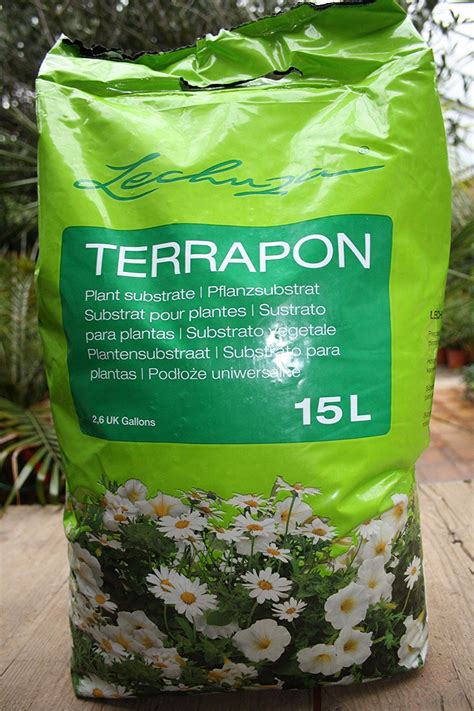 Lechuza®
TERRAPON
Plant substrate | Pflanzsubstrat
Substrat pour plantes | Sustrato
para plantas | Substrato vegetale
Plantensubstraat | Substrato para
plantas | Podłoże uniwersalne
15 L
2,6 UK Gallons